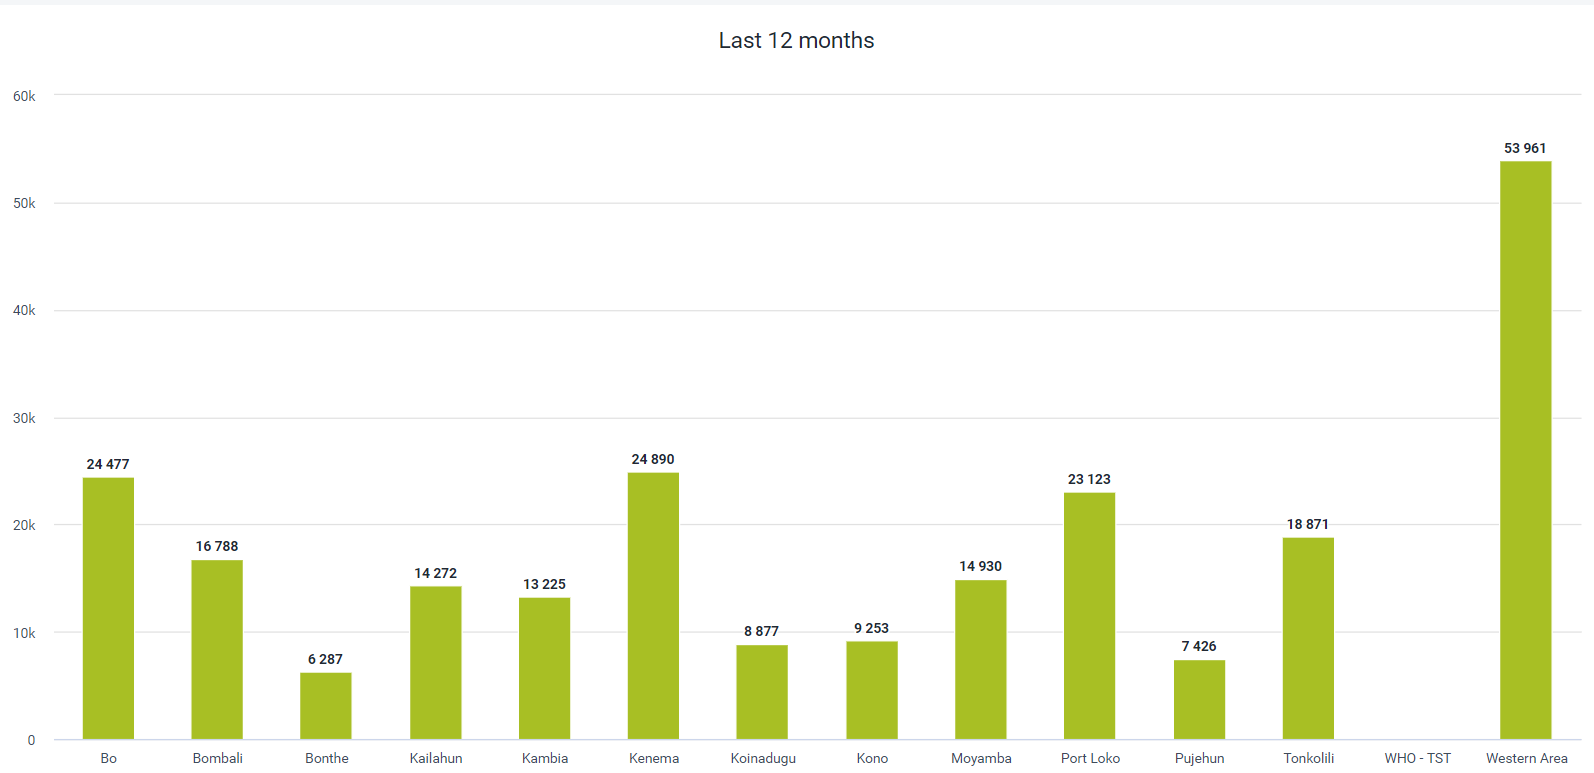 Last 12 months
60k
50k
40k
30k
20k
10k
0
24 477
16 788
6 287
14 272
13 225
24 890
8 877
9 253
14 930
23 123
7 426
18 871
53 961
Bo
Bombali
Bonthe
Kailahun
Kambia
Kenema
Koinadugu
Kono
Moyamba
Port Loko
Pujehun
Tonkolili
WHO - TST
Western Area